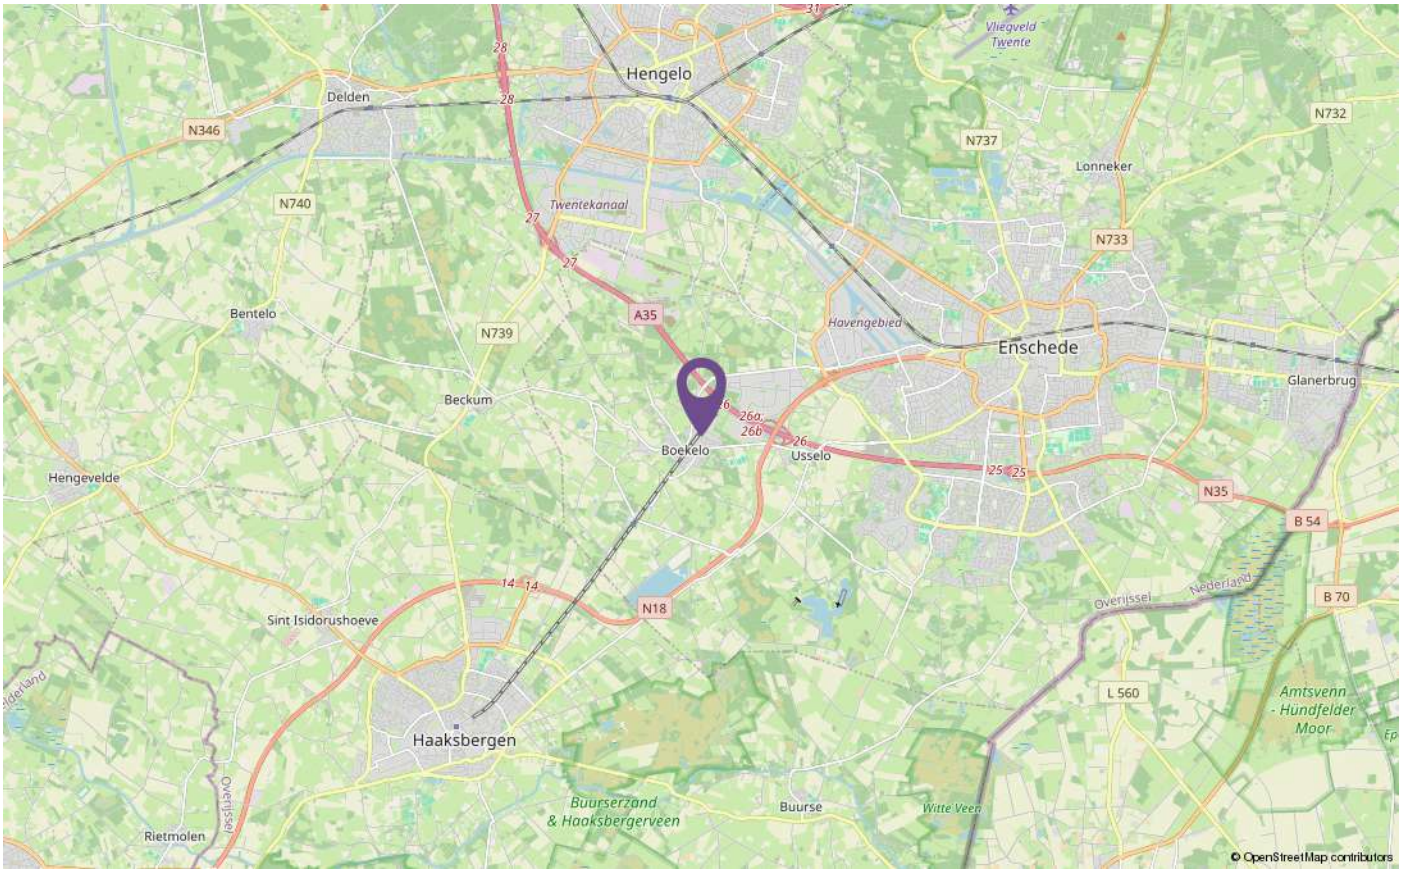 31
Vliegveld
Twente
28
Hengelo
28
Delden
N346
N732
N737
Lonneker
N740
Twentekanaal
27
N733
27
Bentelo
A35
Havengebied
N739
Enschede
Glanerbrug
Beckum
26
26a;
26b
26
Boekelo
Usselo
25
25
Hengevelde
N35
B 54
14
14
Nederland
N18
Overijssel
B 70
Sint Isidorushoeve
elderland
L 560
Amtsvenn
- Hündfelder
Moor
Ep
Haaksbergen
Overijssel
Buurserzand
& Haaksbergerveen
Buurse
Witte Veen
Rietmolen
© OpenStreetMap contributors